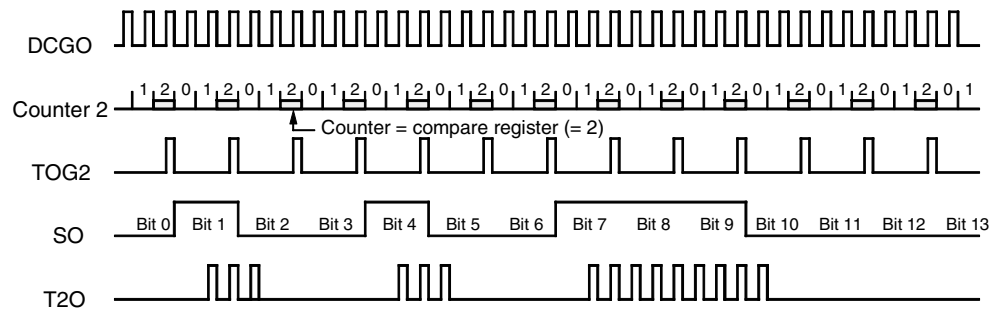 DCGO
1 2 0 1 2 0 1 2 0 1 2 0 1 2 0 1 2 0 1 2 0 1 2 0 1 2 0 1 2 0 1 2 0 1 2 0 1 2 0 1
Counter 2
Counter = compare register (= 2)
TOG2
Bit 0 Bit 1 Bit 2 Bit 3 Bit 4 Bit 5 Bit 6 Bit 7 Bit 8 Bit 9 Bit 10 Bit 11 Bit 12 Bit 13
SO
T2O